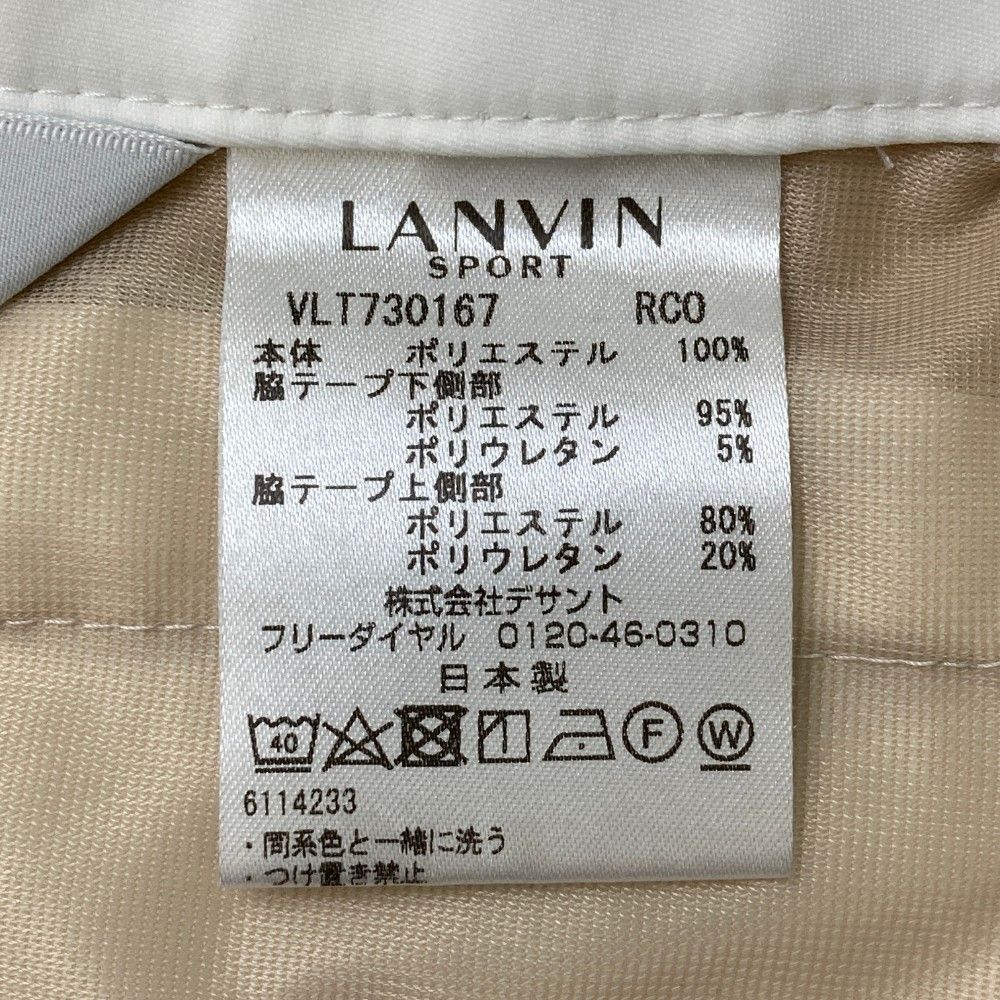 LANVIN
SPORT
VLT730167 RC0
本体 ポリエステル 100%
脇テープ下側部
ポリエステル 95%
ポリウレタン 5%
脇テープ上側部
ポリエステル 80%
ポリウレタン 20%
株式会社デサント
フリーダイヤル 0120-46-0310
日本製
40 F W
6114233
・同系色と一緒に洗う
・つけ置き禁止